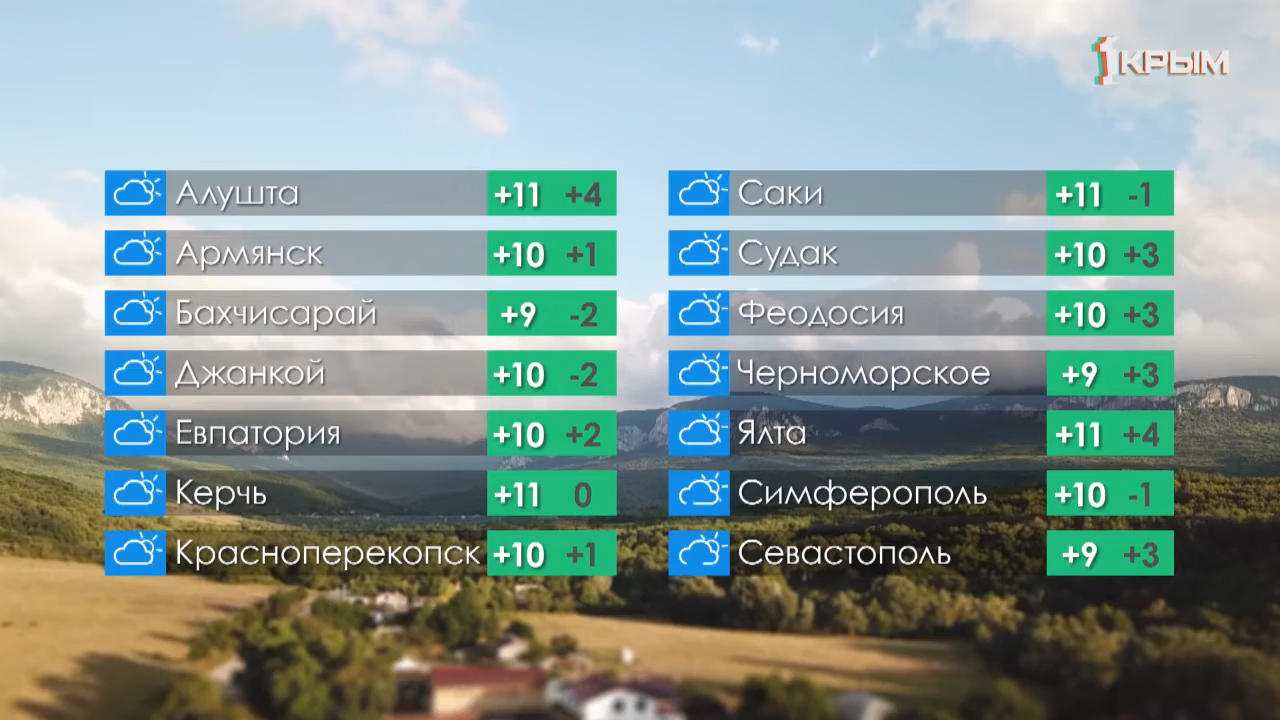 1 КРЫМ
Алушта +11 +4
Армянск +10 +1
Бахчисарай +9 -2
Джанкой +10 -2
Евпатория +10 +2
Керчь +11 0
Красноперекопск +10 +1
Саки +11 -1
Судак +10 +3
Феодосия +10 +3
Черноморское +9 +3
Ялта +11 +4
Симферополь +10 -1
Севастополь +9 +3